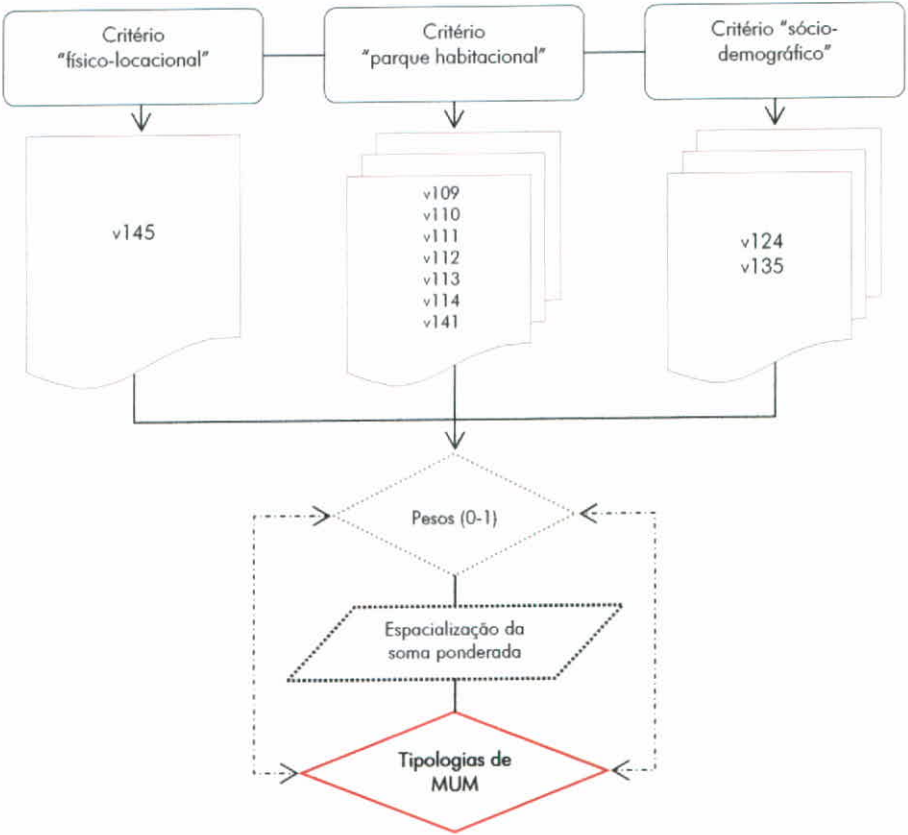 Critério
"físico-locacional"
Critério
"parque habitacional"
Critério "sócio-
demográfico"
v145
v109
v110
v111
v112
v113
v114
v141
v124
v135
Pesos (0-1)
Espacialização da
soma ponderada
Tipologias de
MUM